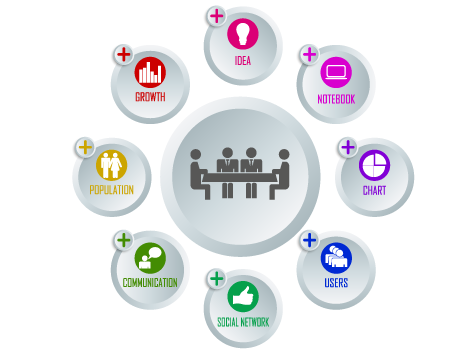 IDEA
NOTEBOOK
CHART
USERS
SOCIAL NETWORK
COMMUNICATION
POPULATION
GROWTH